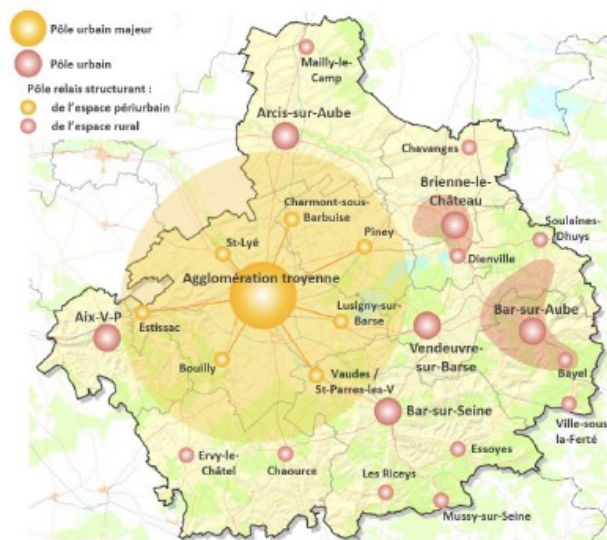 Pôle urbain majeur
Pôle urbain
Pôle relais structurant :
de l'espace périurbain
de l'espace rural
Mailly-le-
Camp
Arcis-sur-Aube
Chavanges
Brienne-le-
Château
Charmont-sous-
Barbuise
Piney
Soulaines-
Dhuys
St-Lyé
Dienville
Agglomération troyenne
Aix-V-P
Estissac
Lusigny-sur-
Barse
Bar-sur-Aube
Vendeuvre-
sur-Barse
Bouilly
Vaudes /
St-Parres-les-V
Bayel
Bar-sur-Seine
Ville-sous
la-Ferté
Ervy-le-
Châtel
Chaource
Essoyes
Les Riceys
Mussy-sur-Seine